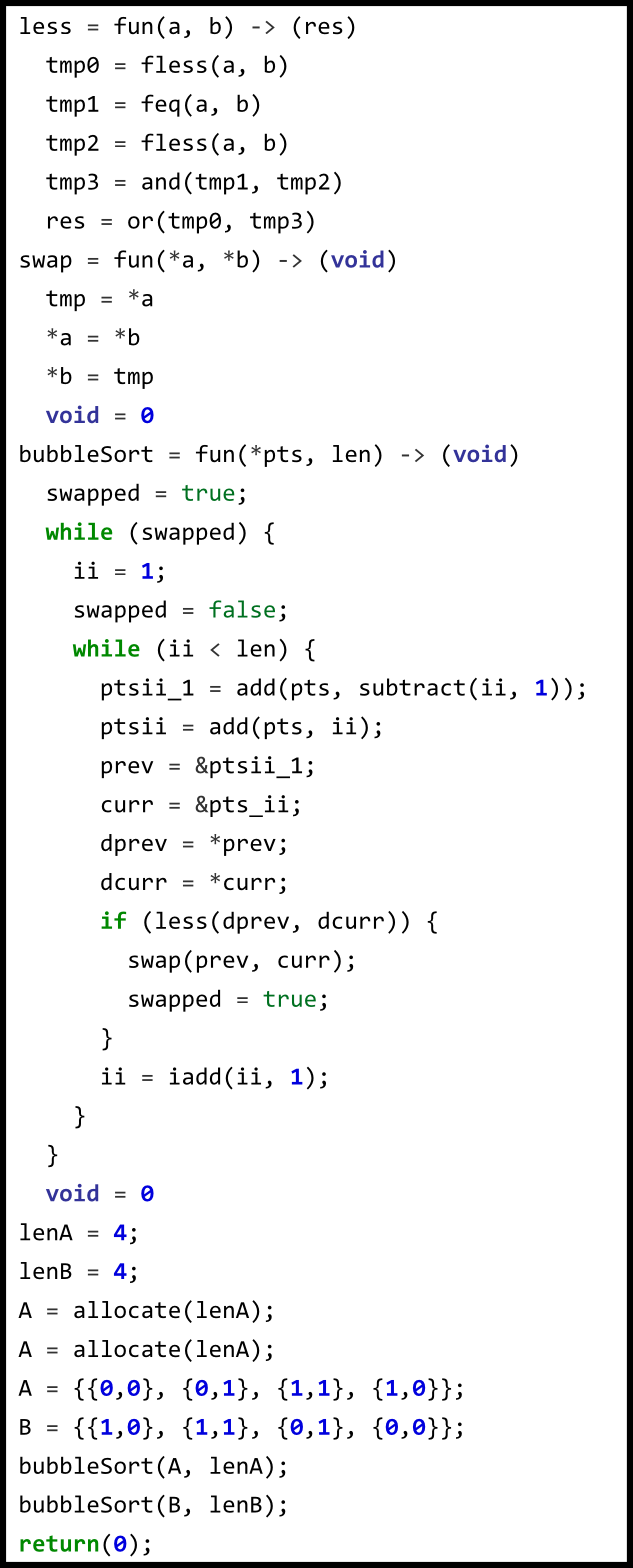 less = fun(a, b) -> (res)
  tmp0 = fless(a, b)
  tmp1 = feq(a, b)
  tmp2 = fless(a, b)
  tmp3 = and(tmp1, tmp2)
  res = or(tmp0, tmp3)
swap = fun(*a, *b) -> (void)
  tmp = *a
  *a = *b
  *b = tmp
  void = 0
bubbleSort = fun(*pts, len) -> (void)
  swapped = true;
  while (swapped) {
    ii = 1;
    swapped = false;
    while (ii < len) {
      ptsii_1 = add(pts, subtract(ii, 1));
      ptsii = add(pts, ii);
      prev = &ptsii_1;
      curr = &pts_ii;
      dprev = *prev;
      dcurr = *curr;
      if (less(dprev, dcurr)) {
        swap(prev, curr);
        swapped = true;
      }
      ii = iadd(ii, 1);
    }
  }
  void = 0
lenA = 4;
lenB = 4;
A = allocate(lenA);
A = allocate(lenA);
A = {{0,0}, {0,1}, {1,1}, {1,0}};
B = {{1,0}, {1,1}, {0,1}, {0,0}};
bubbleSort(A, lenA);
bubbleSort(B, lenB);
return(0);